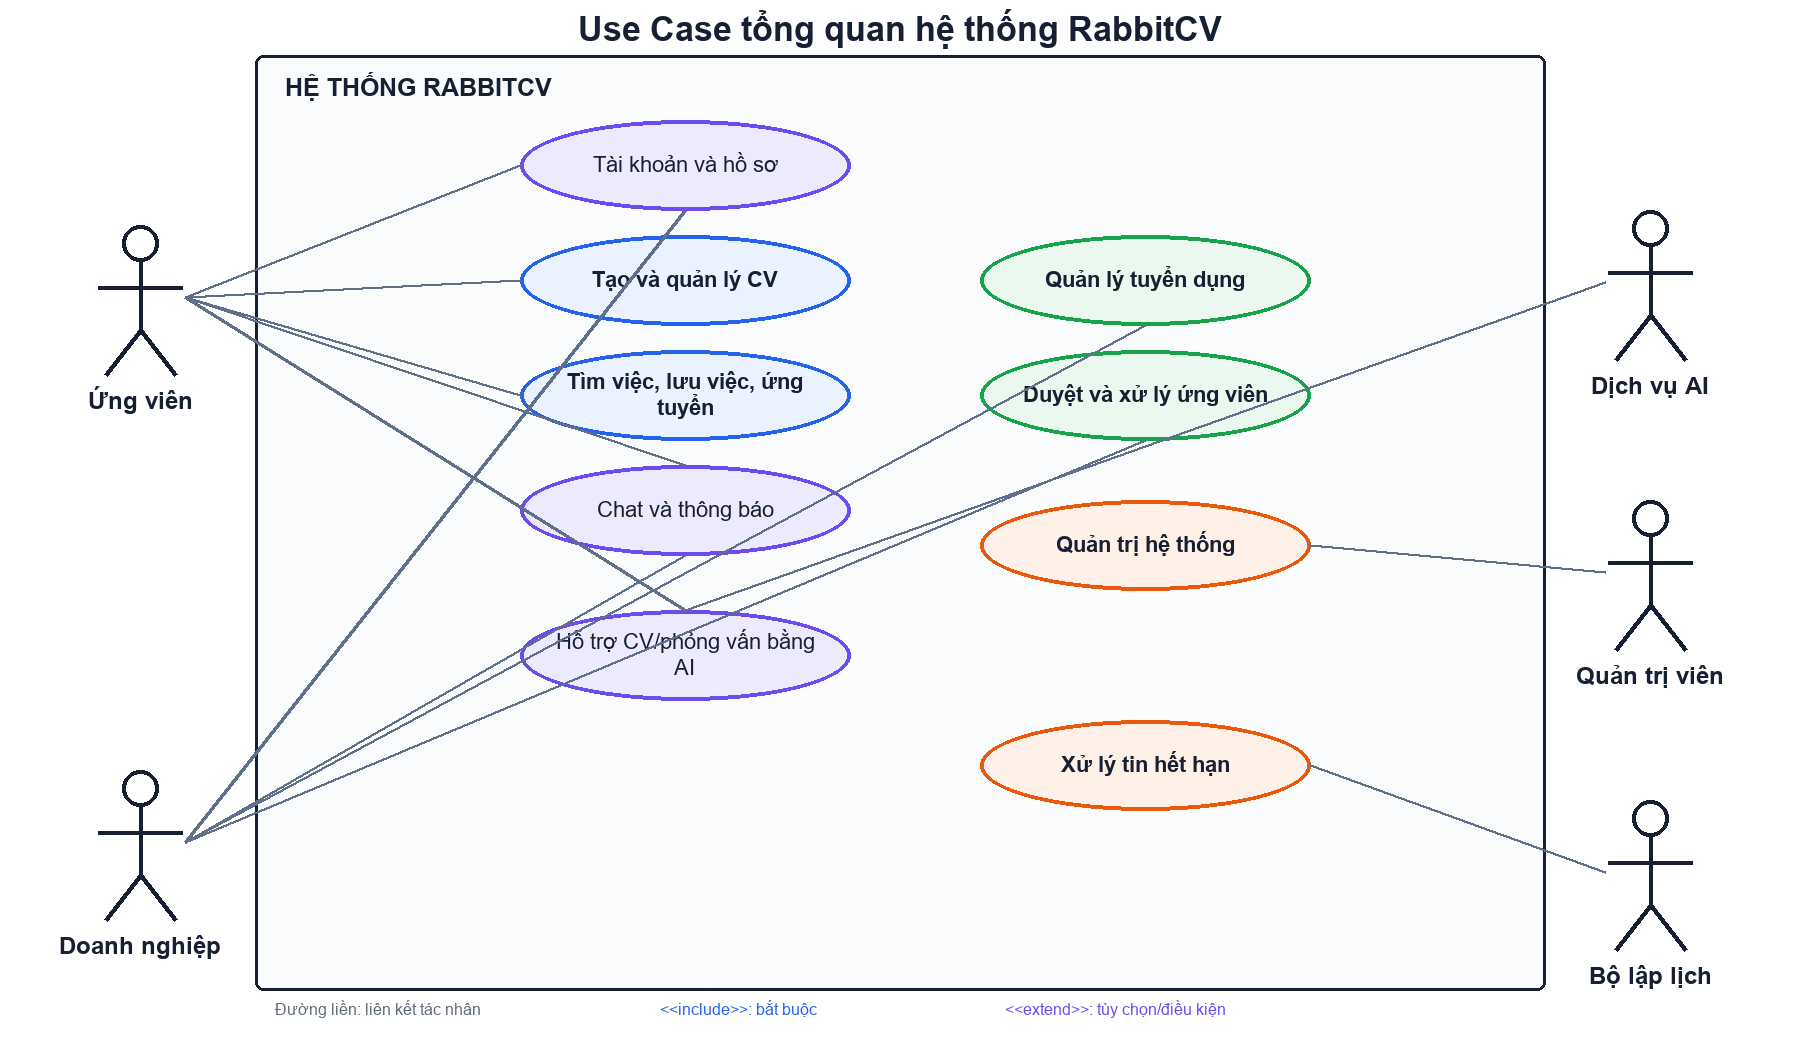 Use Case tổng quan hệ thống RabbitCV
HỆ THỐNG RABBITCV
Tài khoản và hồ sơ
Tạo và quản lý CV
Quản lý tuyển dụng
Tìm việc, lưu việc, ứng
tuyển
Duyệt và xử lý ứng viên
Ứng viên
Dịch vụ AI
Chat và thông báo
Quản trị hệ thống
Hỗ trợ CV/phỏng vấn bằng
AI
Quản trị viên
Xử lý tin hết hạn
Doanh nghiệp
Bộ lập lịch
Đường liền: liên kết tác nhân
<<include>>: bắt buộc
<<extend>>: tùy chọn/điều kiện